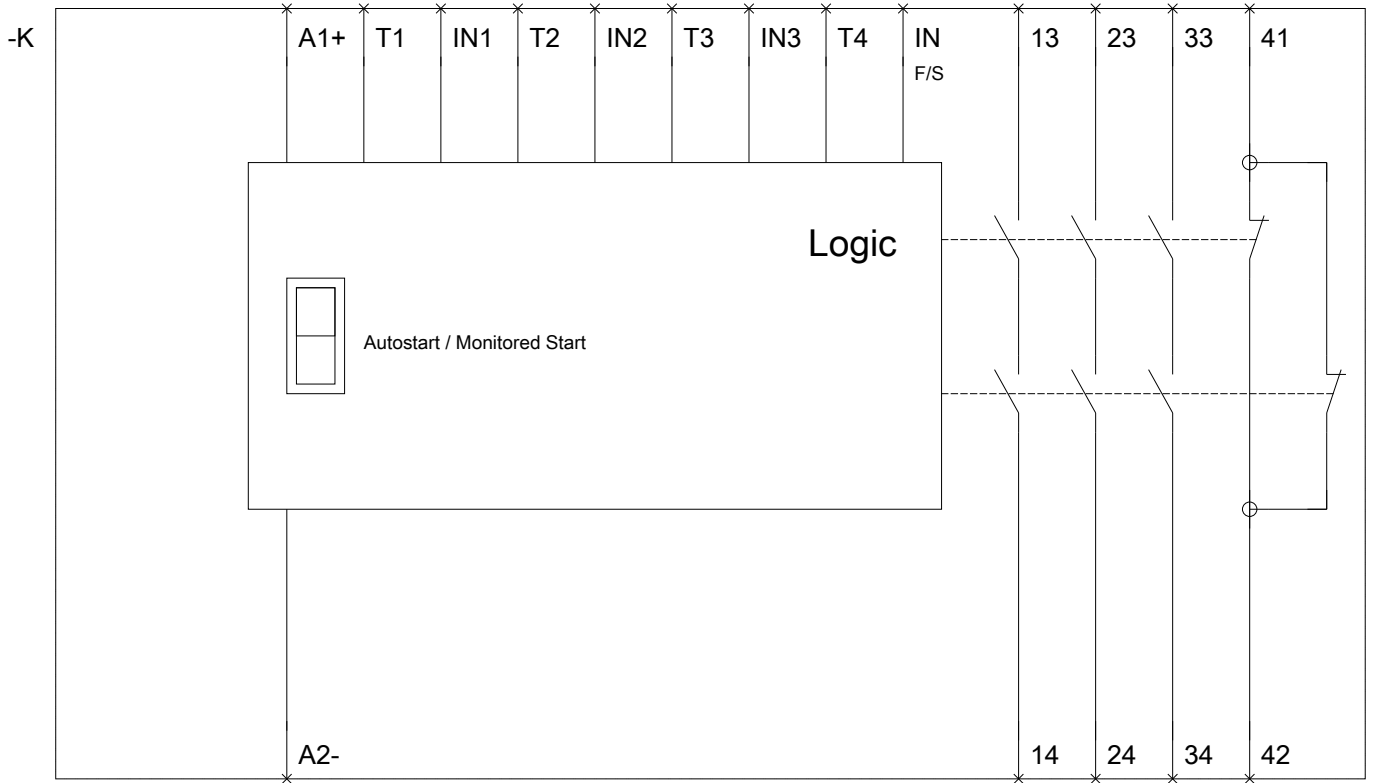 -K A1+ T1 IN1 T2 IN2 T3 IN3 T4 IN 13 23 33 41
F/S
Logic
Autostart / Monitored Start
A2- 14 24 34 42